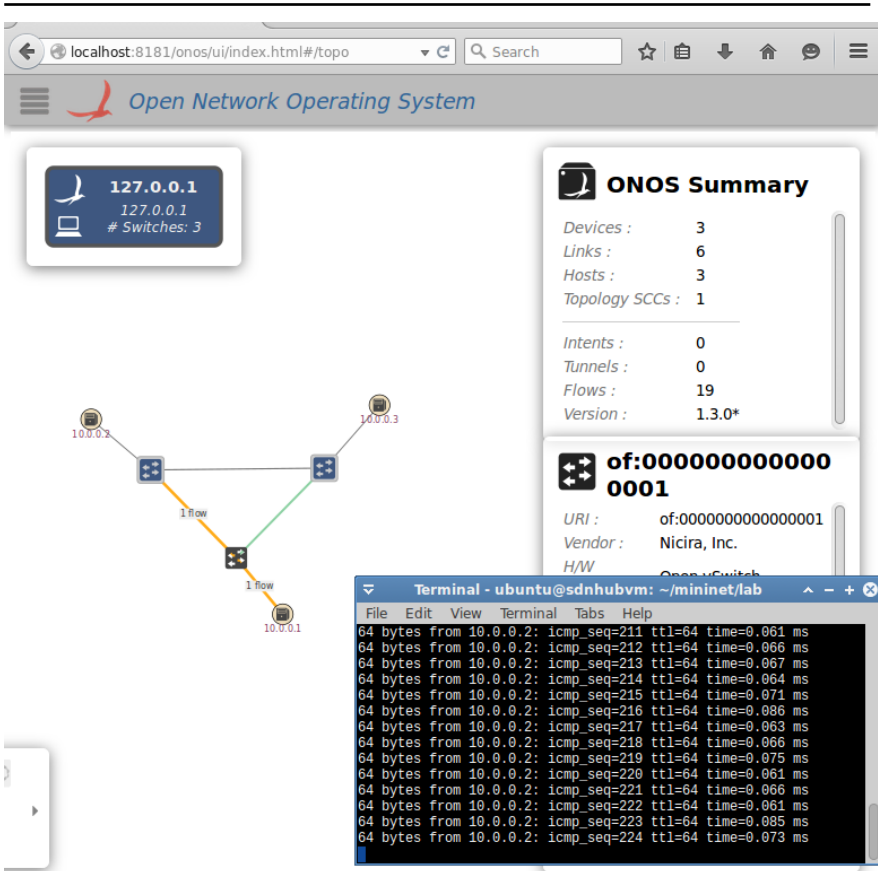 localhost:8181/onos/ui/index.html#/topo
Search
Open Network Operating System
127.0.0.1
127.0.0.1
# Switches: 3
ONOS Summary
Devices : 3
Links : 6
Hosts : 3
Topology SCCs : 1
Intents : 0
Tunnels : 0
Flows : 19
Version : 1.3.0*
10.0.0.2
10.0.0.3
1 flow
1 flow
10.0.0.1
of:000000000000
0001
URI : of:0000000000000001
Vendor : Nicira, Inc.
H/W
Open vSwitch
Terminal - ubuntu@sdnhubvm: ~/mininet/lab
File Edit View Terminal Tabs Help
64 bytes from 10.0.0.2: icmp_seq=211 ttl=64 time=0.061 ms
64 bytes from 10.0.0.2: icmp_seq=212 ttl=64 time=0.066 ms
64 bytes from 10.0.0.2: icmp_seq=213 ttl=64 time=0.067 ms
64 bytes from 10.0.0.2: icmp_seq=214 ttl=64 time=0.064 ms
64 bytes from 10.0.0.2: icmp_seq=215 ttl=64 time=0.071 ms
64 bytes from 10.0.0.2: icmp_seq=216 ttl=64 time=0.086 ms
64 bytes from 10.0.0.2: icmp_seq=217 ttl=64 time=0.063 ms
64 bytes from 10.0.0.2: icmp_seq=218 ttl=64 time=0.066 ms
64 bytes from 10.0.0.2: icmp_seq=219 ttl=64 time=0.075 ms
64 bytes from 10.0.0.2: icmp_seq=220 ttl=64 time=0.061 ms
64 bytes from 10.0.0.2: icmp_seq=221 ttl=64 time=0.066 ms
64 bytes from 10.0.0.2: icmp_seq=222 ttl=64 time=0.061 ms
64 bytes from 10.0.0.2: icmp_seq=223 ttl=64 time=0.085 ms
64 bytes from 10.0.0.2: icmp_seq=224 ttl=64 time=0.073 ms